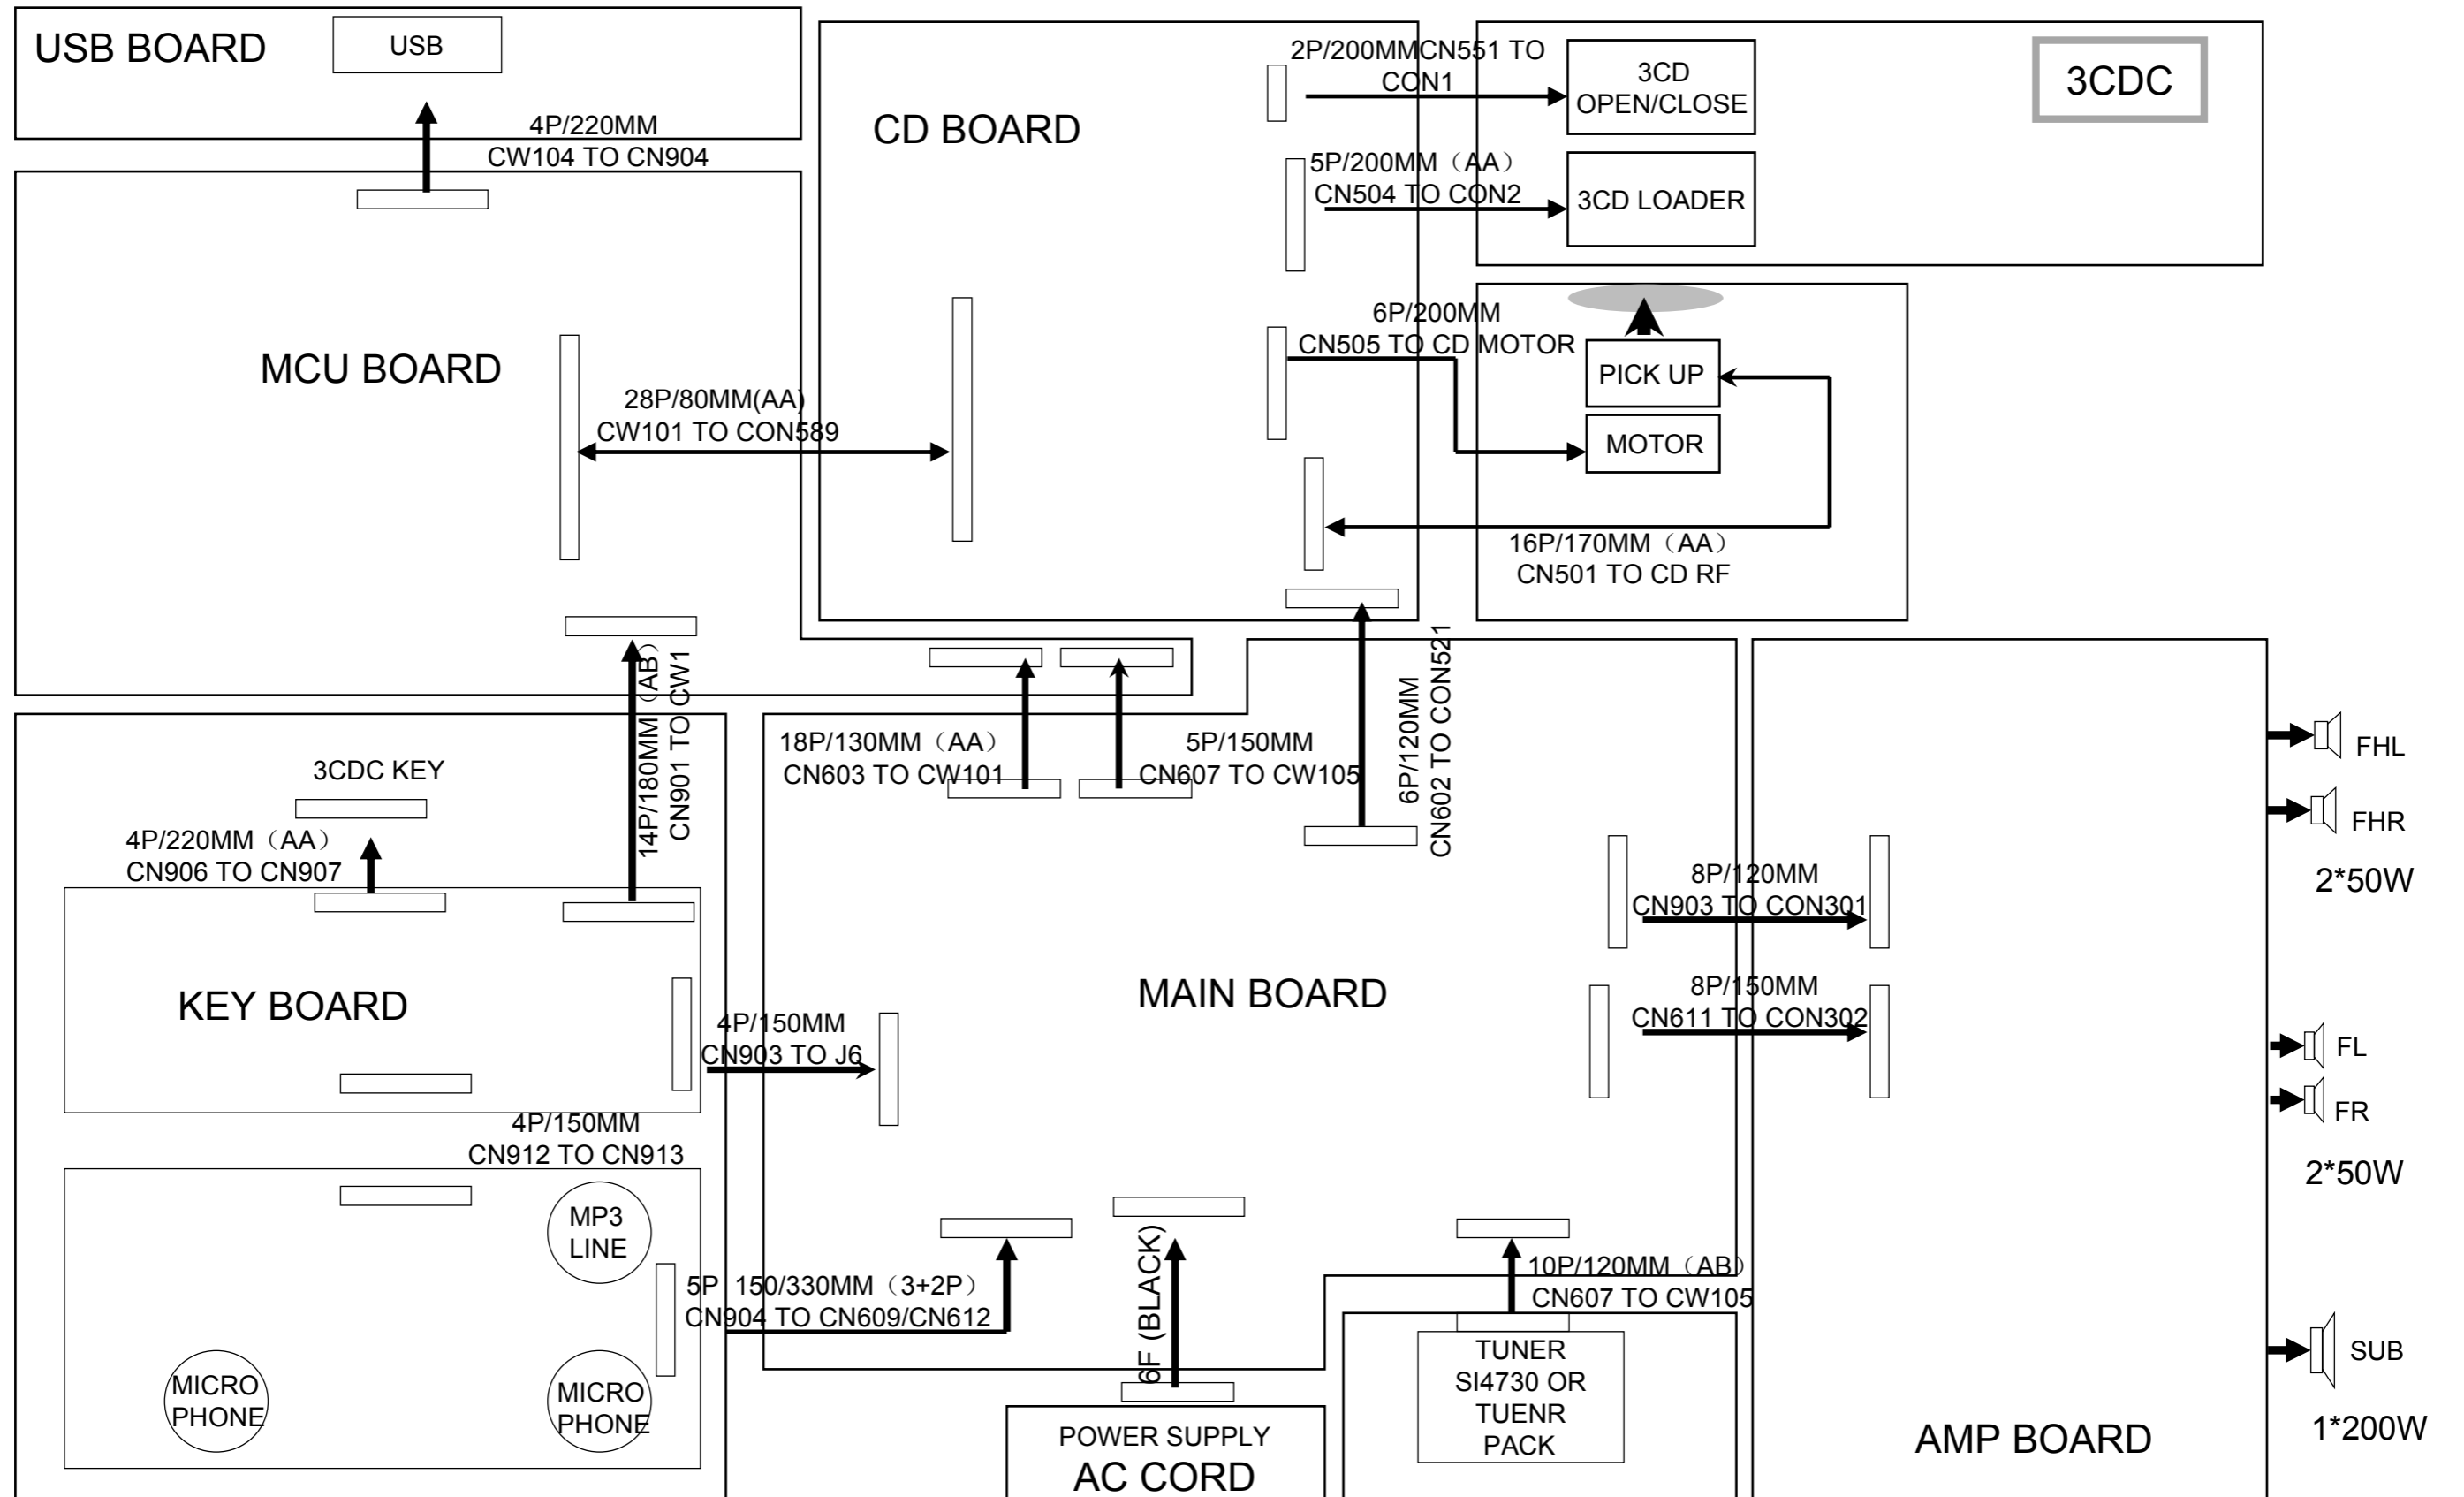 USB BOARD
USB
4P/220MM
CW104 TO CN904
CD BOARD
2P/200MMCN551 TO
CON1
3CD
OPEN/CLOSE
3CDC
5P/200MM（AA）
CN504 TO CON2
3CD LOADER
MCU BOARD
28P/80MM(AA)
CW101 TO CON589
6P/200MM
CN505 TO CD MOTOR
PICK UP
MOTOR
16P/170MM（AA）
CN501 TO CD RF
14P/180MM（AB）
CN901 TO CW1
18P/130MM（AA）
CN603 TO CW101
5P/150MM
CN607 TO CW105
6P/120MM
CN602 TO CON521
3CDC KEY
4P/220MM（AA）
CN906 TO CN907
KEY BOARD
4P/150MM
CN903 TO J6
MAIN BOARD
8P/120MM
CN903 TO CON301
8P/150MM
CN611 TO CON302
FHL
FHR
2*50W
FL
FR
2*50W
4P/150MM
CN912 TO CN913
MP3
LINE
5P  150/330MM（3+2P）
CN904 TO CN609/CN612
MICRO
PHONE
MICRO
PHONE
6F (BLACK)
10P/120MM（AB）
CN607 TO CW105
TUNER
SI4730 OR
TUENR
PACK
POWER SUPPLY
AC CORD
AMP BOARD
SUB
1*200W